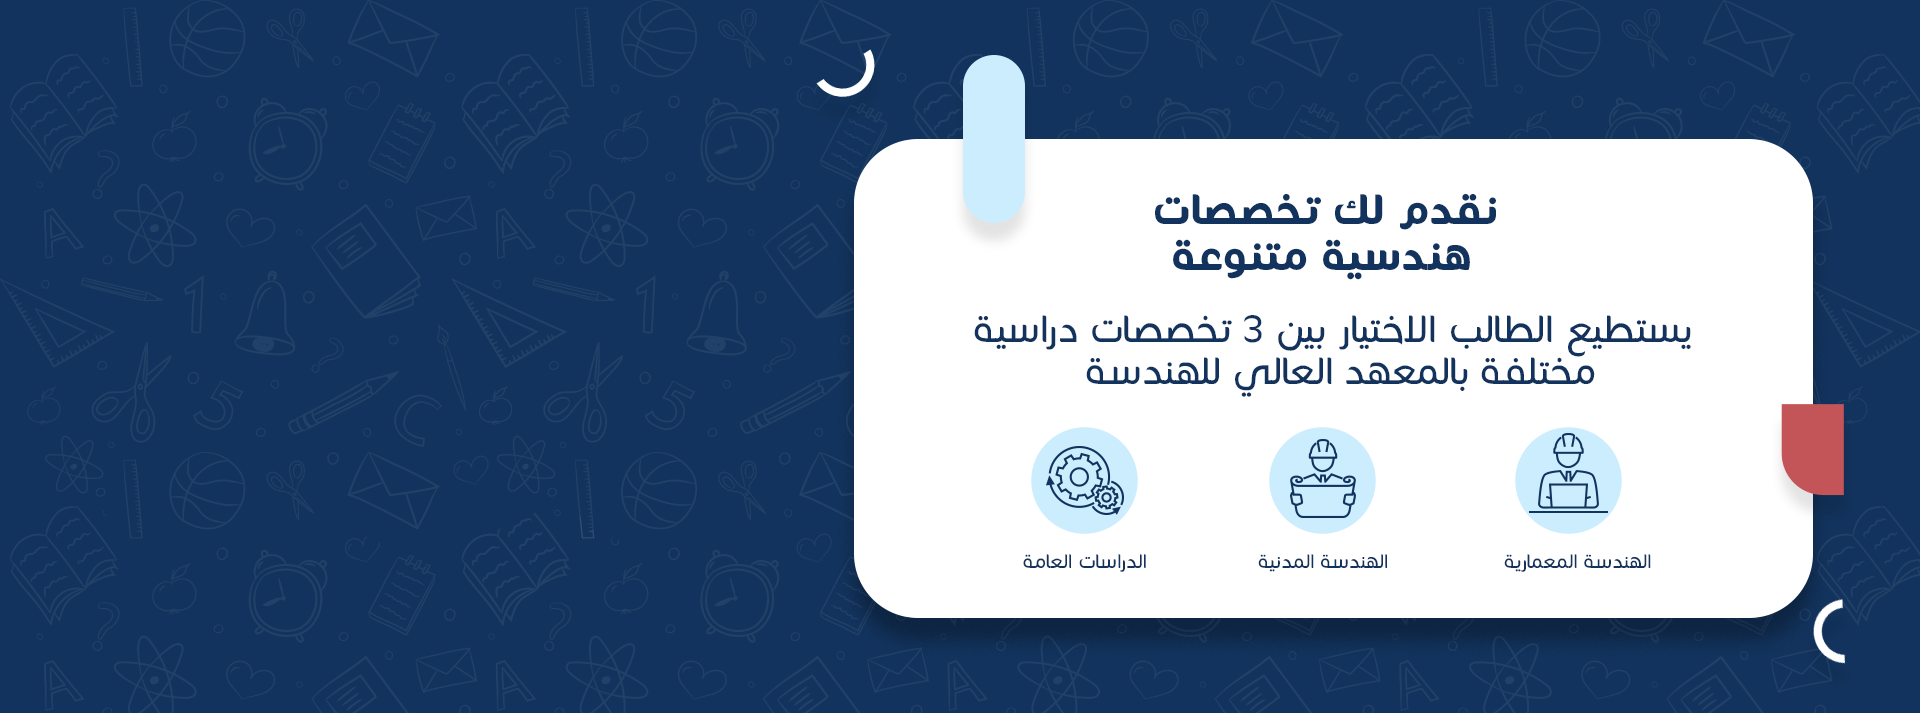 نقدم لك تخصصات
هندسية متنوعة
يستطيع الطالب الاختيار بين 3 تخصصات دراسية
مختلفة بالمعهد العالي للهندسة
الهندسة المعمارية
الهندسة المدنية
الدراسات العامة